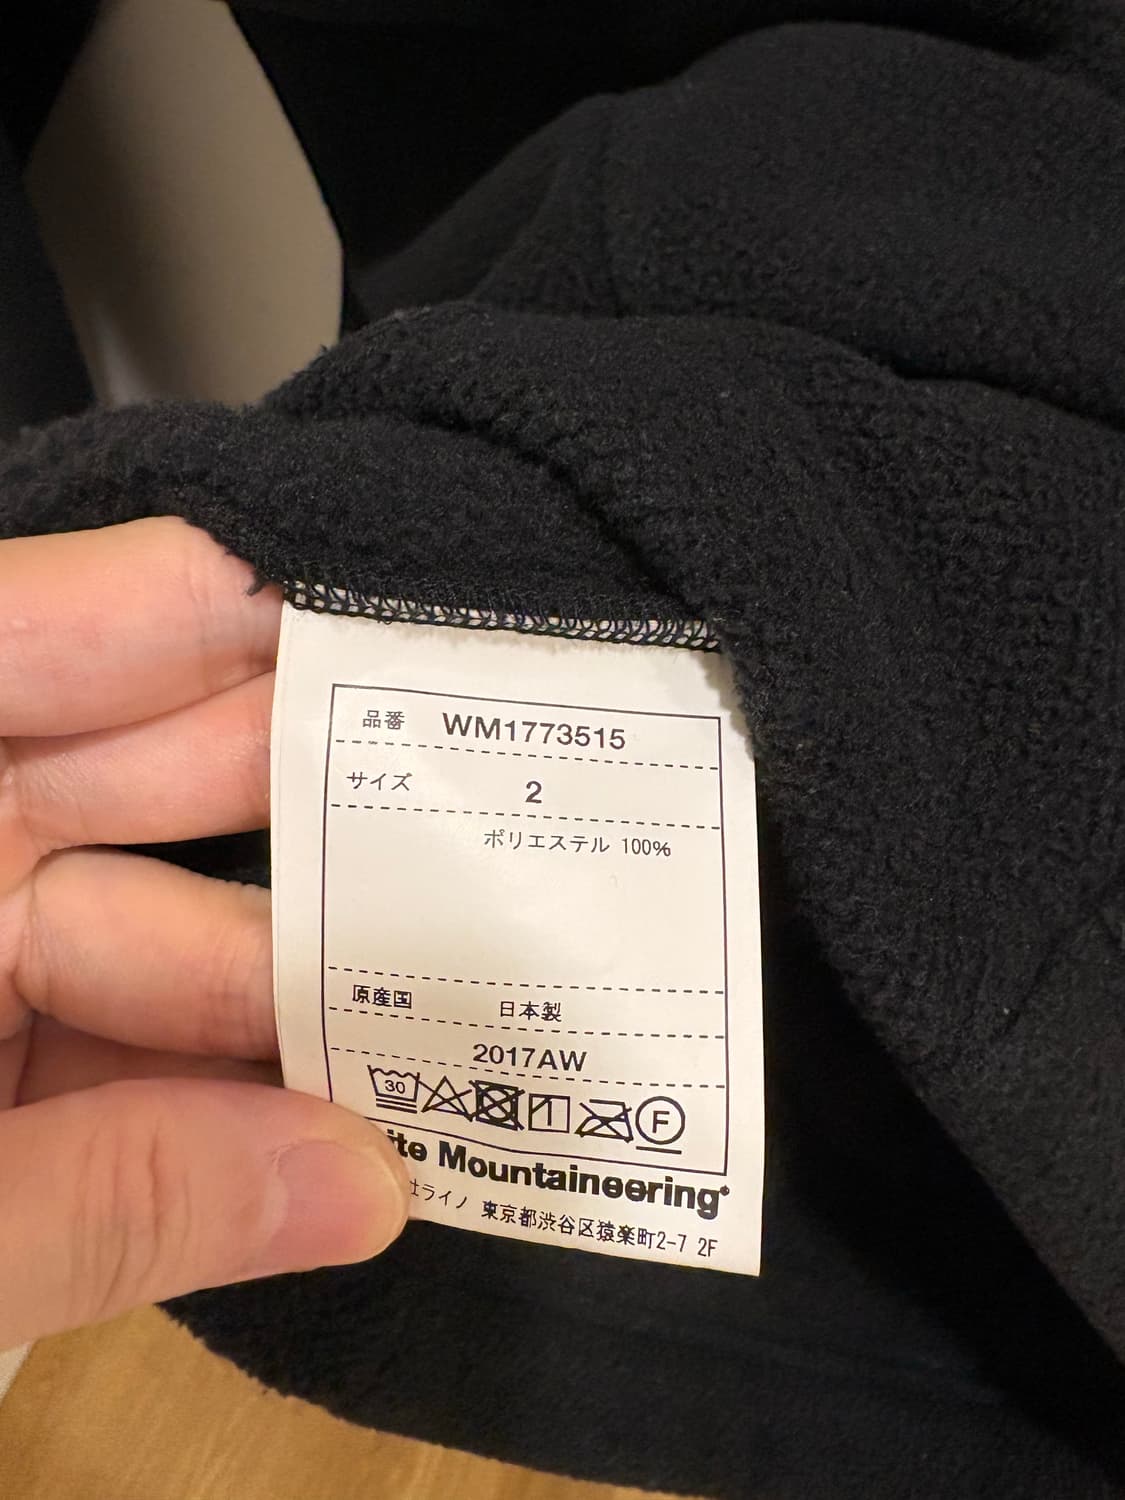 品番 WM1773515
サイズ 2
ポリエステル 100%
原産国 日本製
2017AW
30
F
Mountaineering
ライノ 東京都渋谷区猿楽町2-7 2F